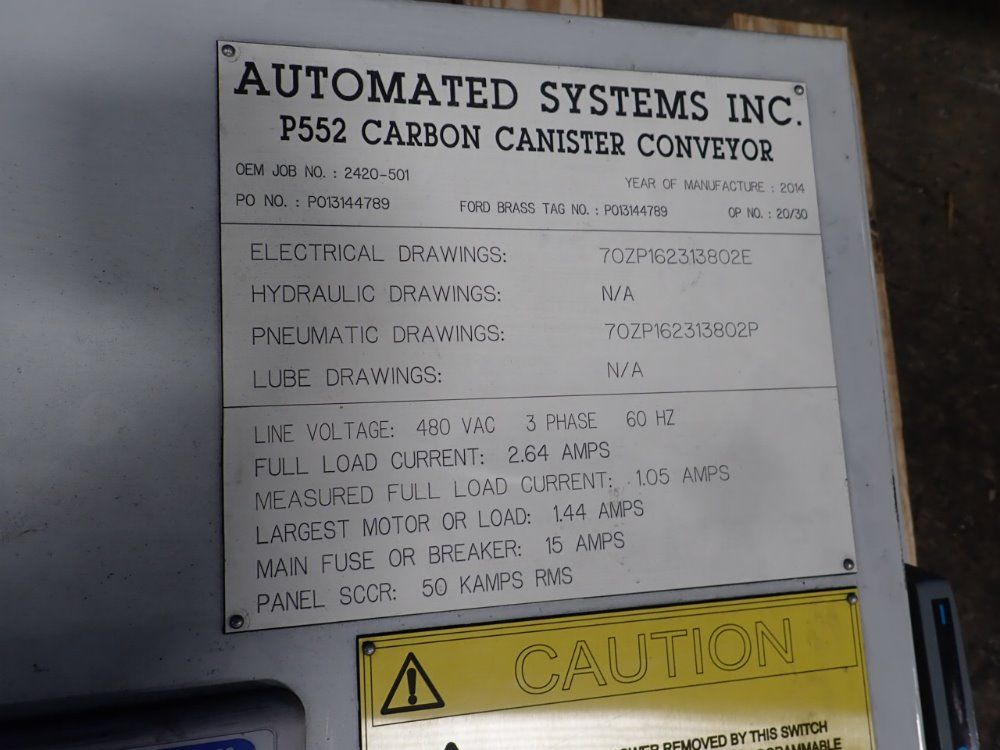 AUTOMATED SYSTEMS INC.
P552 CARBON CANISTER CONVEYOR
OEM JOB NO. : 2420-501 YEAR OF MANUFACTURE : 2014
PO NO. : PO13144789 FORD BRASS TAG NO. : PO13144789 OP NO. : 20/30
ELECTRICAL DRAWINGS: 70ZP162313802E
HYDRAULIC DRAWINGS: N/A
PNEUMATIC DRAWINGS: 70ZP162313802P
LUBE DRAWINGS: N/A
LINE VOLTAGE: 480 VAC 3 PHASE 60 HZ
FULL LOAD CURRENT: 2.64 AMPS
MEASURED FULL LOAD CURRENT: 1.05 AMPS
LARGEST MOTOR OR LOAD: 1.44 AMPS
MAIN FUSE OR BREAKER: 15 AMPS
PANEL SCCR: 50 KAMPS RMS
CAUTION
REMOVED BY THIS SWITCH